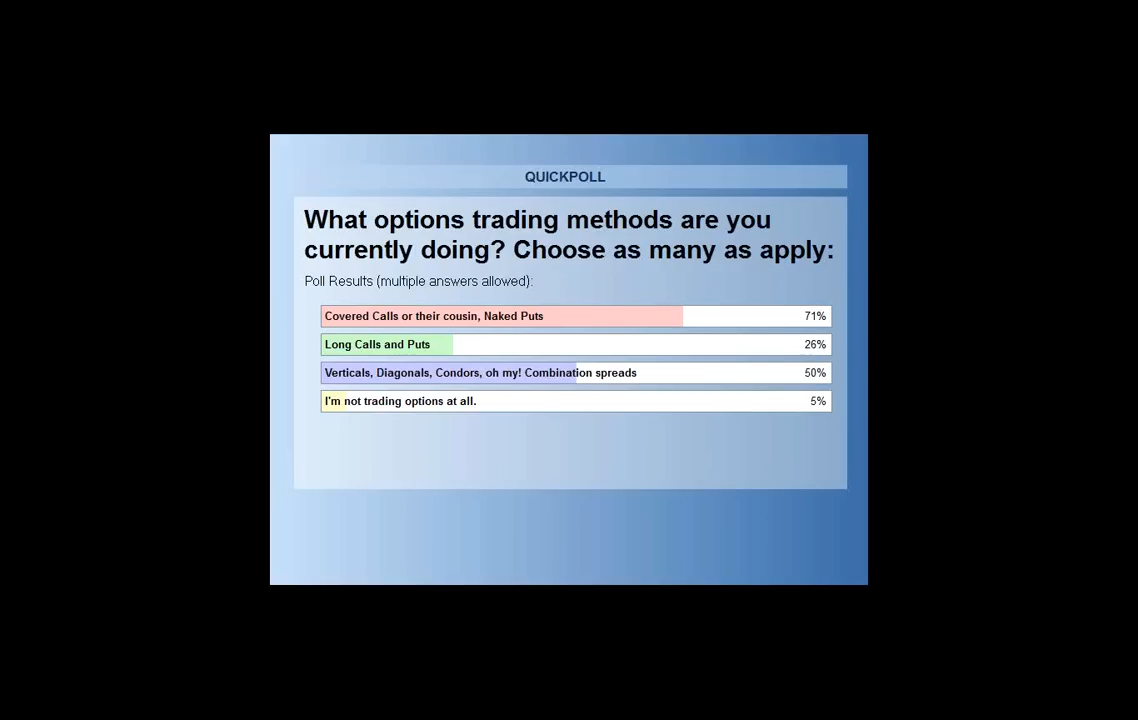 QUICKPOLL
What options trading methods are you
currently doing? Choose as many as apply:
Poll Results (multiple answers allowed):
Covered Calls or their cousin, Naked Puts 71%
Long Calls and Puts 26%
Verticals, Diagonals, Condors, oh my! Combination spreads 50%
I'm not trading options at all. 5%